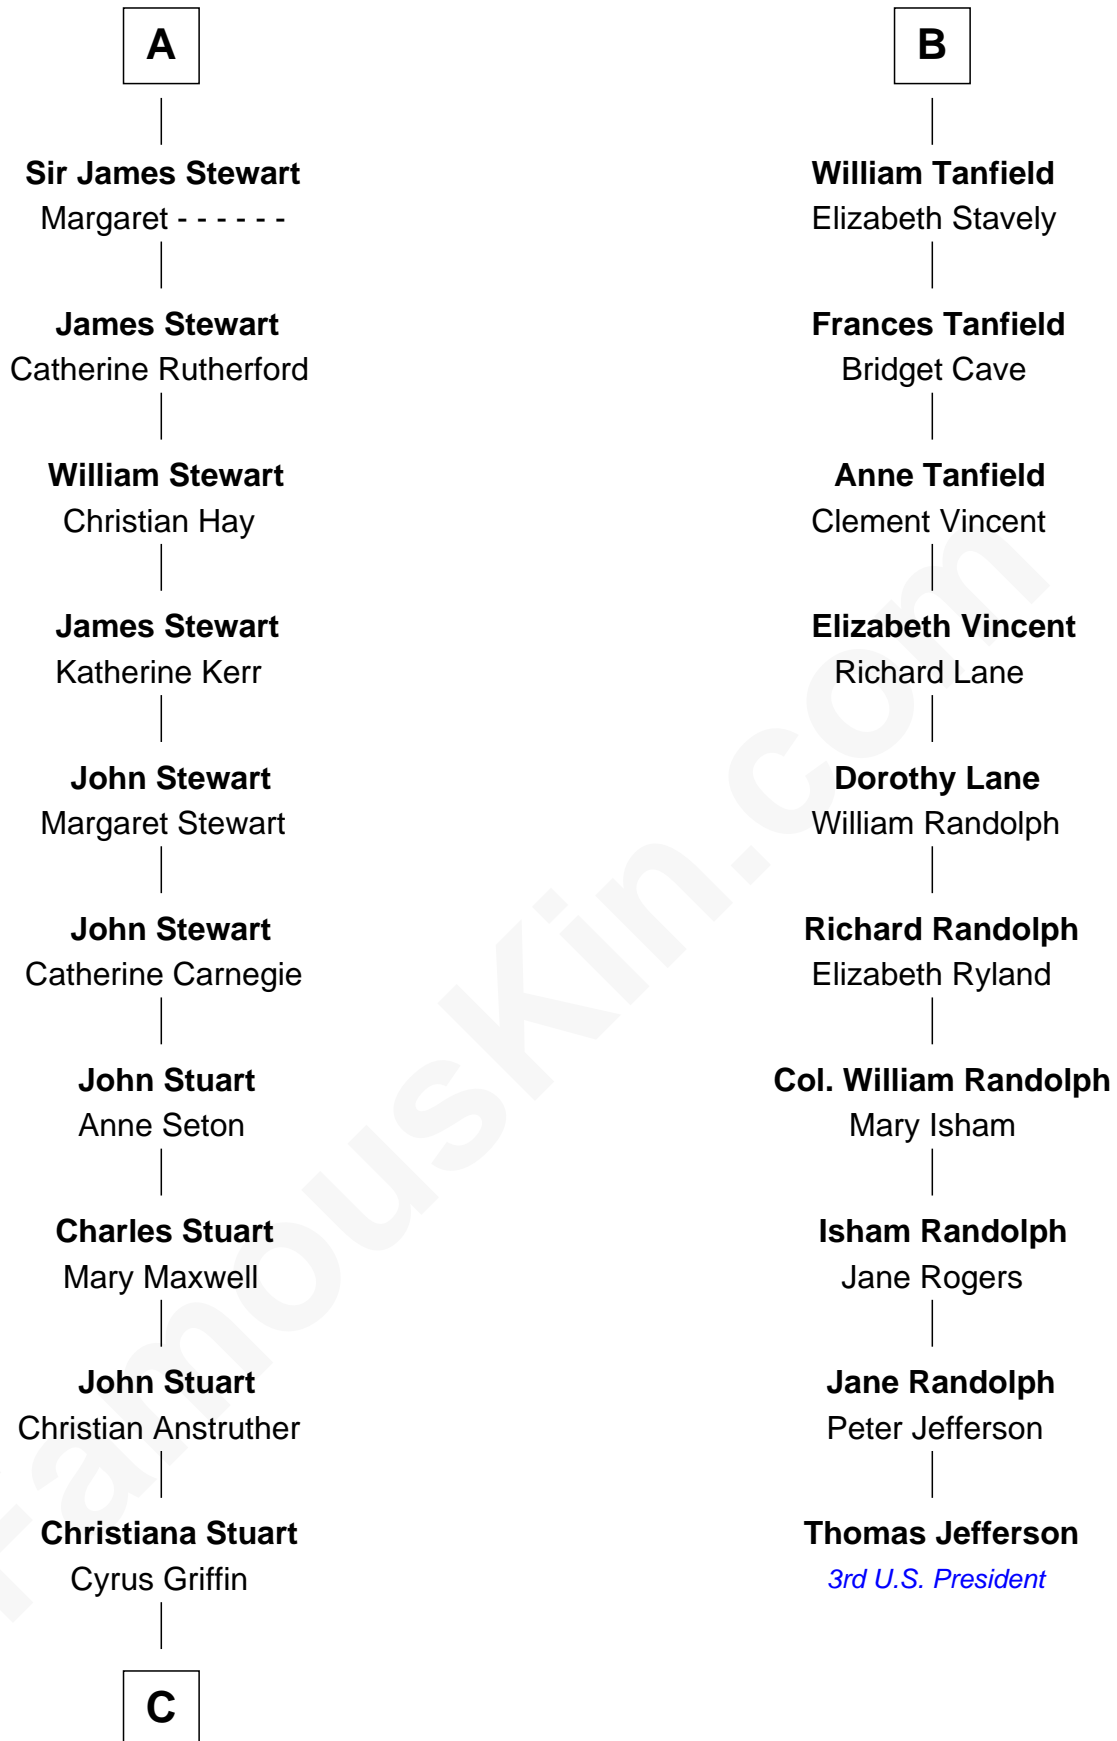 A
Sir James Stewart
Margaret - - - - - -
James Stewart
Catherine Rutherford
William Stewart
Christian Hay
James Stewart
Katherine Kerr
John Stewart
Margaret Stewart
John Stewart
Catherine Carnegie
John Stuart
Anne Seton
Charles Stuart
Mary Maxwell
John Stuart
Christian Anstruther
Christiana Stuart
Cyrus Griffin
C
B
William Tanfield
Elizabeth Stavely
Frances Tanfield
Bridget Cave
Anne Tanfield
Clement Vincent
Elizabeth Vincent
Richard Lane
Dorothy Lane
William Randolph
Richard Randolph
Elizabeth Ryland
Col. William Randolph
Mary Isham
Isham Randolph
Jane Rogers
Jane Randolph
Peter Jefferson
Thomas Jefferson
3rd U.S. President
FamousKin.com